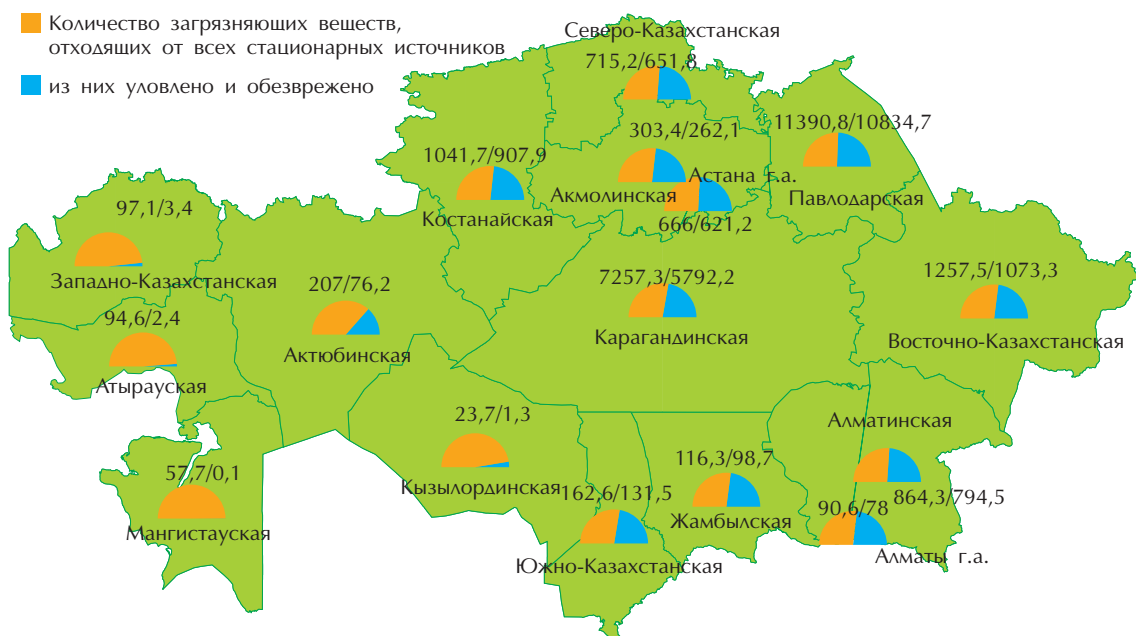 Количество загрязняющих веществ,
отходящих от всех стационарных источников
из них уловлено и обезврежено
Северо-Казахстанская
715,2/651,8
303,4/262,1
11390,8/10834,7
1041,7/907,9
Астана г.а.
Акмолинская
Павлодарская
Костанайская
666/621,2
97,1/3,4
Западно-Казахстанская
207/76,2
7257,3/5792,2
1257,5/1073,3
94,6/2,4
Актюбинская
Карагандинская
Восточно-Казахстанская
Атырауская
23,7/1,3
Алматинская
57,7/0,1
116,3/98,7
Кызылординская
162,6/131,5
864,3/794,5
90,6/78
Мангистауская
Жамбылская
Южно-Казахстанская
Алматы г.а.